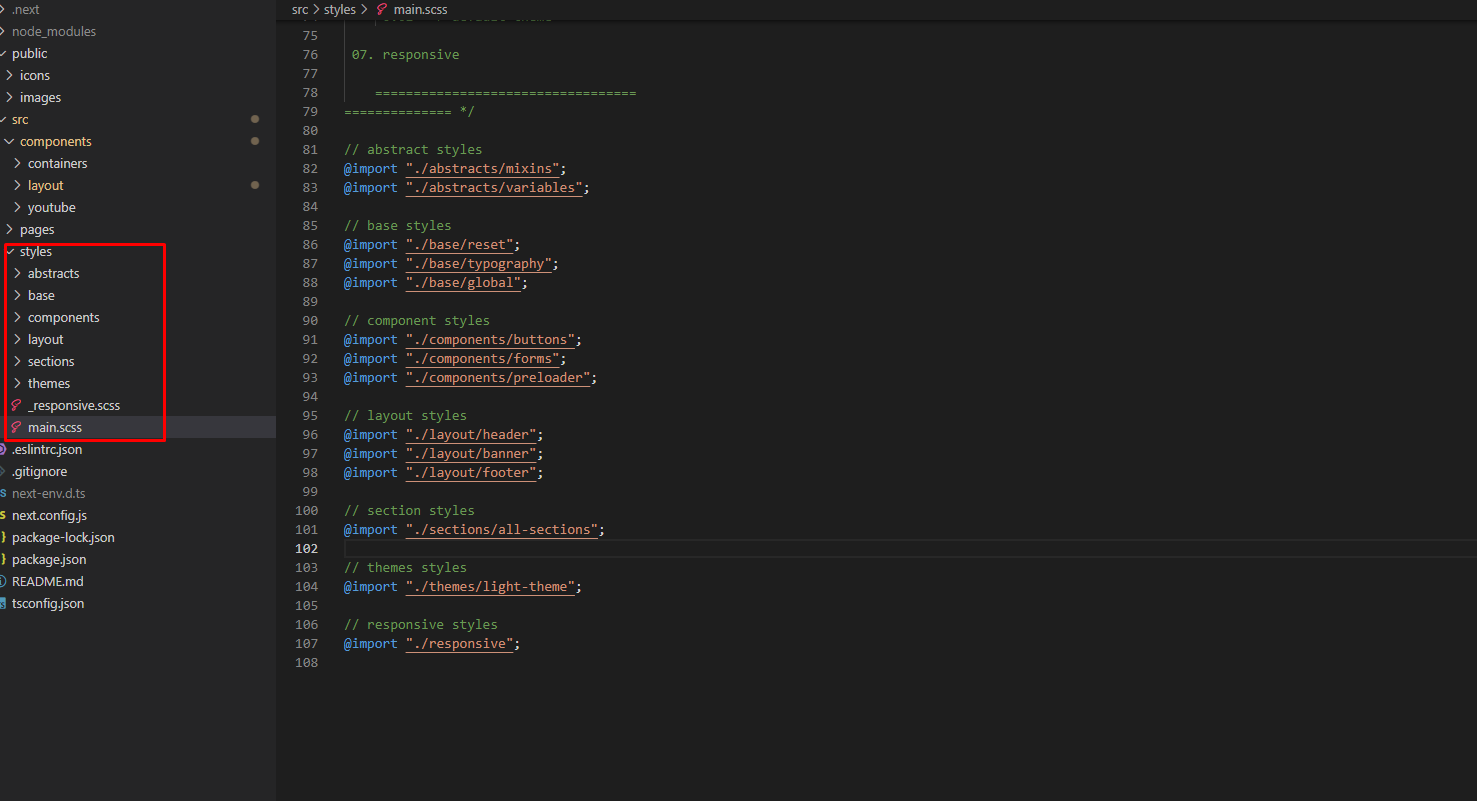 .next
node_modules
public
icons
images
src
components
containers
layout
youtube
pages
styles
abstracts
base
components
layout
sections
themes
_responsive.scss
main.scss
.eslintrc.json
.gitignore
next-env.d.ts
next.config.js
package-lock.json
package.json
README.md
tsconfig.json
src > styles > main.scss
75
76 07. responsive
77
78 ==================================
79 ============== */
80
81 // abstract styles
82 @import "./abstracts/mixins";
83 @import "./abstracts/variables";
84
85 // base styles
86 @import "./base/reset";
87 @import "./base/typography";
88 @import "./base/global";
89
90 // component styles
91 @import "./components/buttons";
92 @import "./components/forms";
93 @import "./components/preloader";
94
95 // layout styles
96 @import "./layout/header";
97 @import "./layout/banner";
98 @import "./layout/footer";
99
100 // section styles
101 @import "./sections/all-sections";
102
103 // themes styles
104 @import "./themes/light-theme";
105
106 // responsive styles
107 @import "./responsive";
108